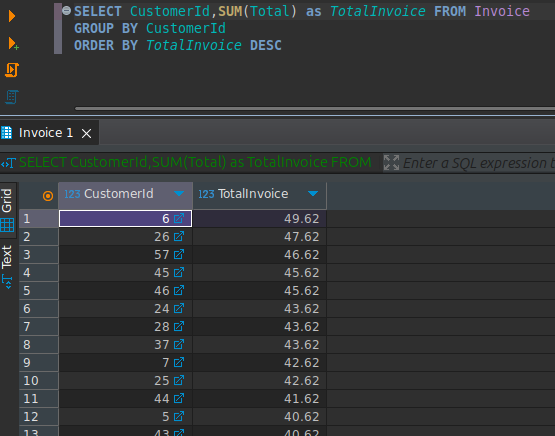 SELECT CustomerId,SUM(Total) as TotalInvoice FROM Invoice
GROUP BY CustomerId
ORDER BY TotalInvoice DESC
Invoice 1
SELECT CustomerId,SUM(Total) as TotalInvoice FROM
Enter a SQL expression
Grid
Text
123 CustomerId 123 TotalInvoice
1 6 49.62
2 26 47.62
3 57 46.62
4 45 45.62
5 46 45.62
6 24 43.62
7 28 43.62
8 37 43.62
9 7 42.62
10 25 42.62
11 44 41.62
12 5 40.62
13 43 40.62